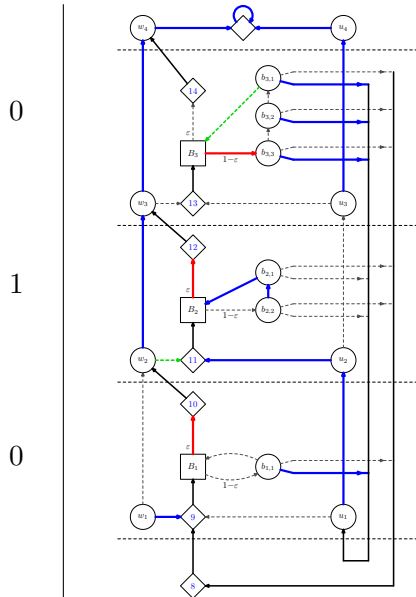 w₄ u₄
b₃,₁
14
0
b₃,₂
ε
B₃ b₃,₃
1−ε
w₃ 13 u₃
12
b₂,₁
1
ε
B₂ b₂,₂
1−ε
w₂ 11 u₂
10
ε
0 B₁ b₁,₁
1−ε
w₁ 9 u₁
8